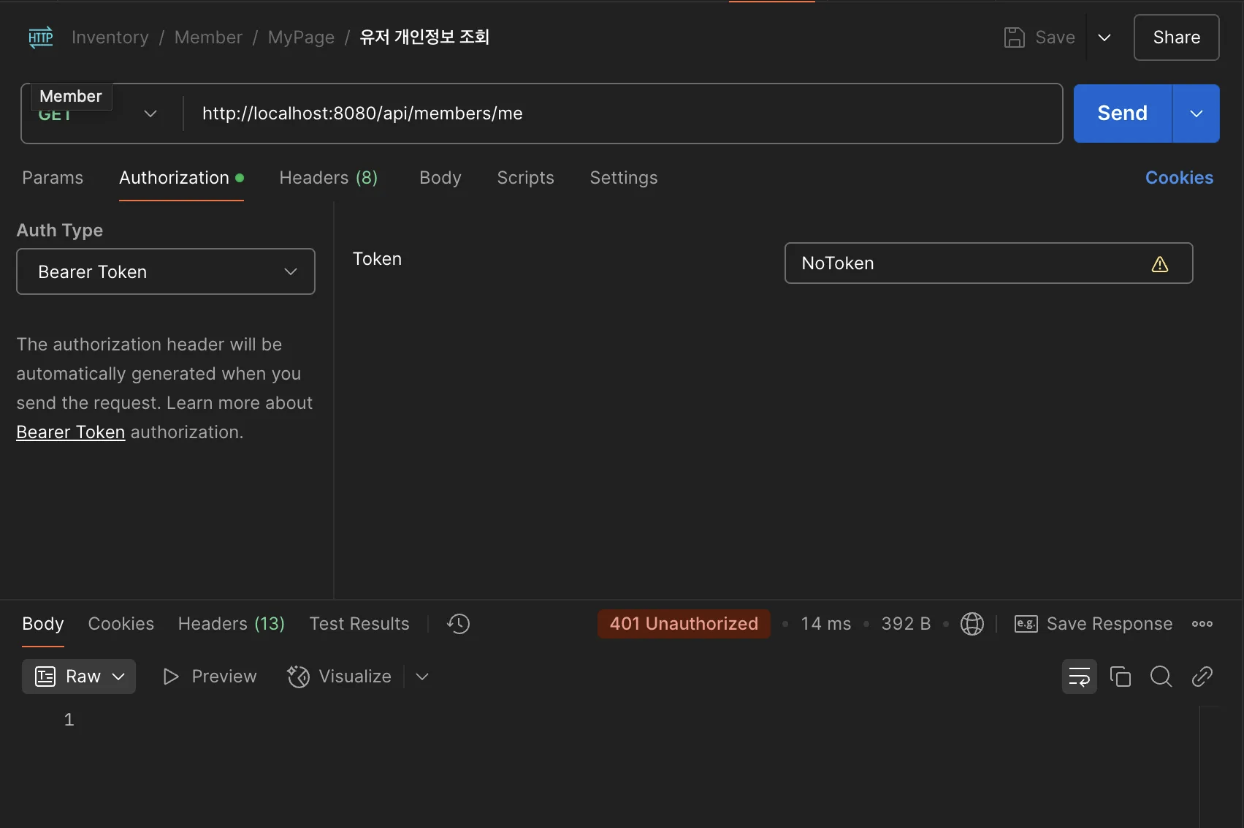 HTTP Inventory / Member / MyPage / 유저 개인정보 조회 Save Share
Member
GET http://localhost:8080/api/members/me Send
Params Authorization Headers (8) Body Scripts Settings Cookies
Auth Type
Bearer Token
Token NoToken
The authorization header will be
automatically generated when you
send the request. Learn more about
Bearer Token authorization.
Body Cookies Headers (13) Test Results 401 Unauthorized • 14 ms • 392 B • e.g. Save Response
Raw Preview Visualize
1